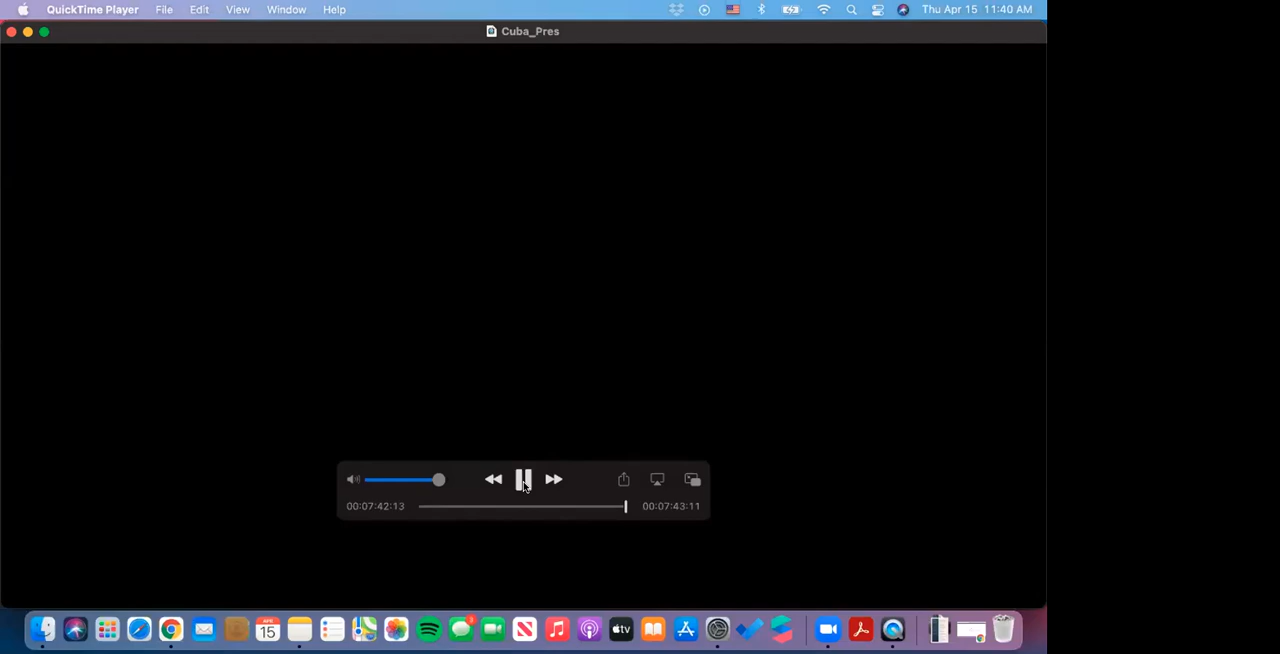 QuickTime Player File Edit View Window Help Thu Apr 15 11:40 AM
Cuba_Pres
00:07:42:13 00:07:43:11
APR
15
tv